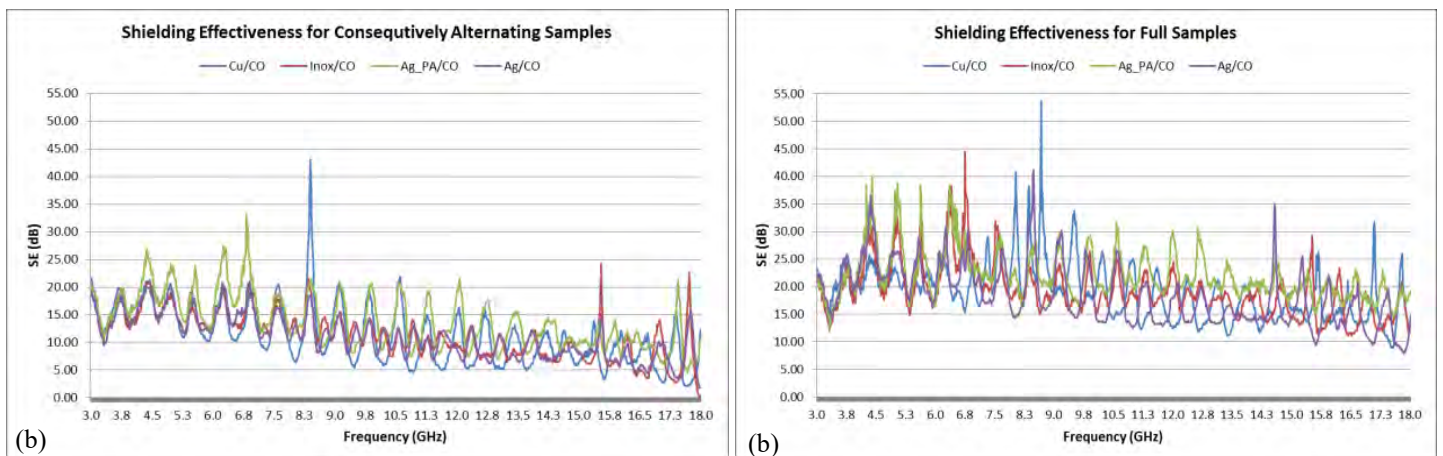 Shielding Effectiveness for Consequtively Alternating Samples
Cu/CO Inox/CO Ag_PA/CO Ag/CO
SE (dB)
55.00
50.00
45.00
40.00
35.00
30.00
25.00
20.00
15.00
10.00
5.00
0.00
3.0 3.8 4.5 5.3 6.0 6.8 7.5 8.3 9.0 9.8 10.5 11.3 12.0 12.8 13.5 14.3 15.0 15.8 16.5 17.3 18.0
Frequency (GHz)
(b)
Shielding Effectiveness for Full Samples
Cu/CO Inox/CO Ag_PA/CO Ag/CO
SE (dB)
55.00
50.00
45.00
40.00
35.00
30.00
25.00
20.00
15.00
10.00
5.00
0.00
3.0 3.8 4.5 5.3 6.0 6.8 7.5 8.3 9.0 9.8 10.5 11.3 12.0 12.8 13.5 14.3 15.0 15.8 16.5 17.3 18.0
Frequency (GHz)
(b)